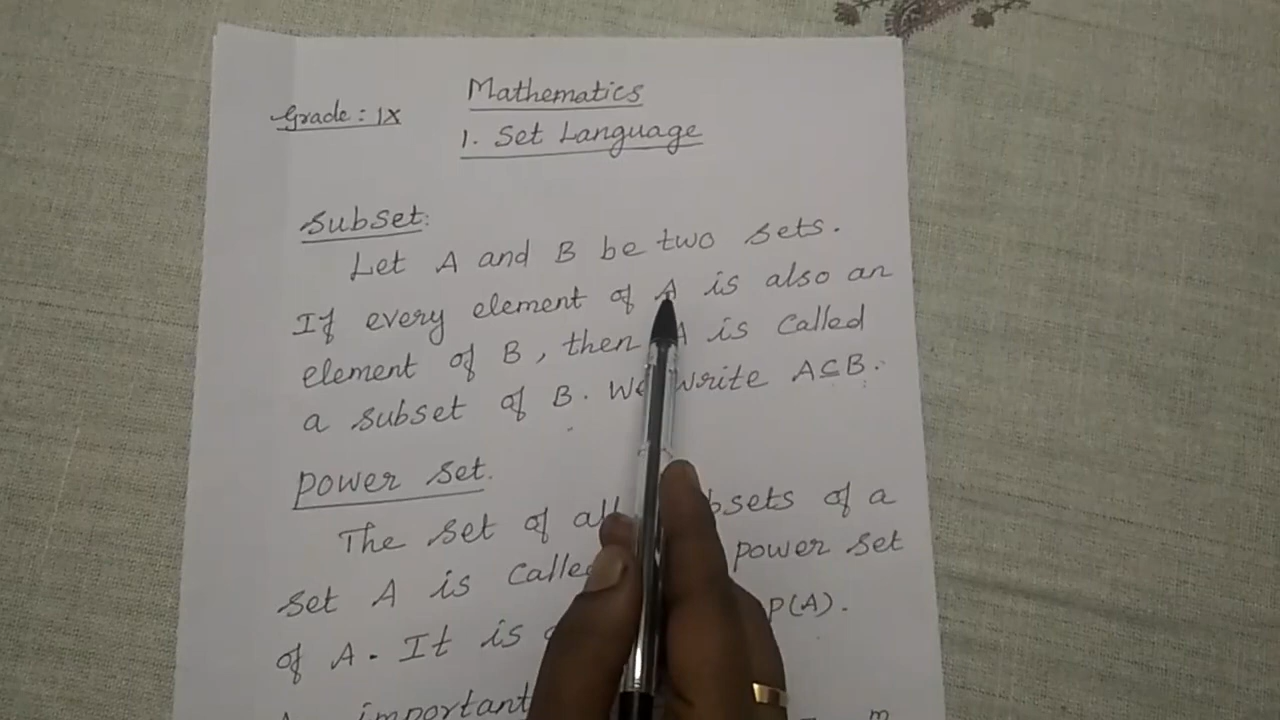 Mathematics
Grade: IX
1. Set Language
Subset:
Let A and B be two sets.
If every element of A is also an
element of B, then A is called
a subset of B. We write A⊆B.
Power set.
The set of all subsets of a
set A is called power set
of A. It is P(A).
important m